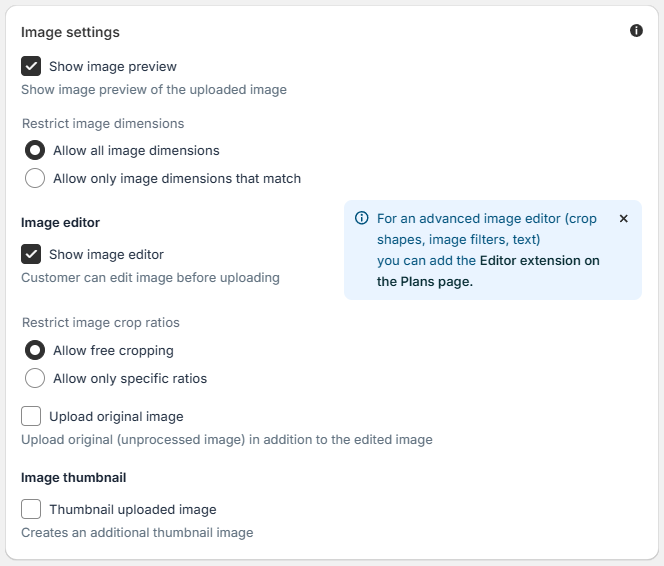 Image settings
Show image preview
Show image preview of the uploaded image
Restrict image dimensions
Allow all image dimensions
Allow only image dimensions that match
Image editor
Show image editor
Customer can edit image before uploading
For an advanced image editor (crop
shapes, image filters, text)
you can add the Editor extension on
the Plans page.
Restrict image crop ratios
Allow free cropping
Allow only specific ratios
Upload original image
Upload original (unprocessed image) in addition to the edited image
Image thumbnail
Thumbnail uploaded image
Creates an additional thumbnail image